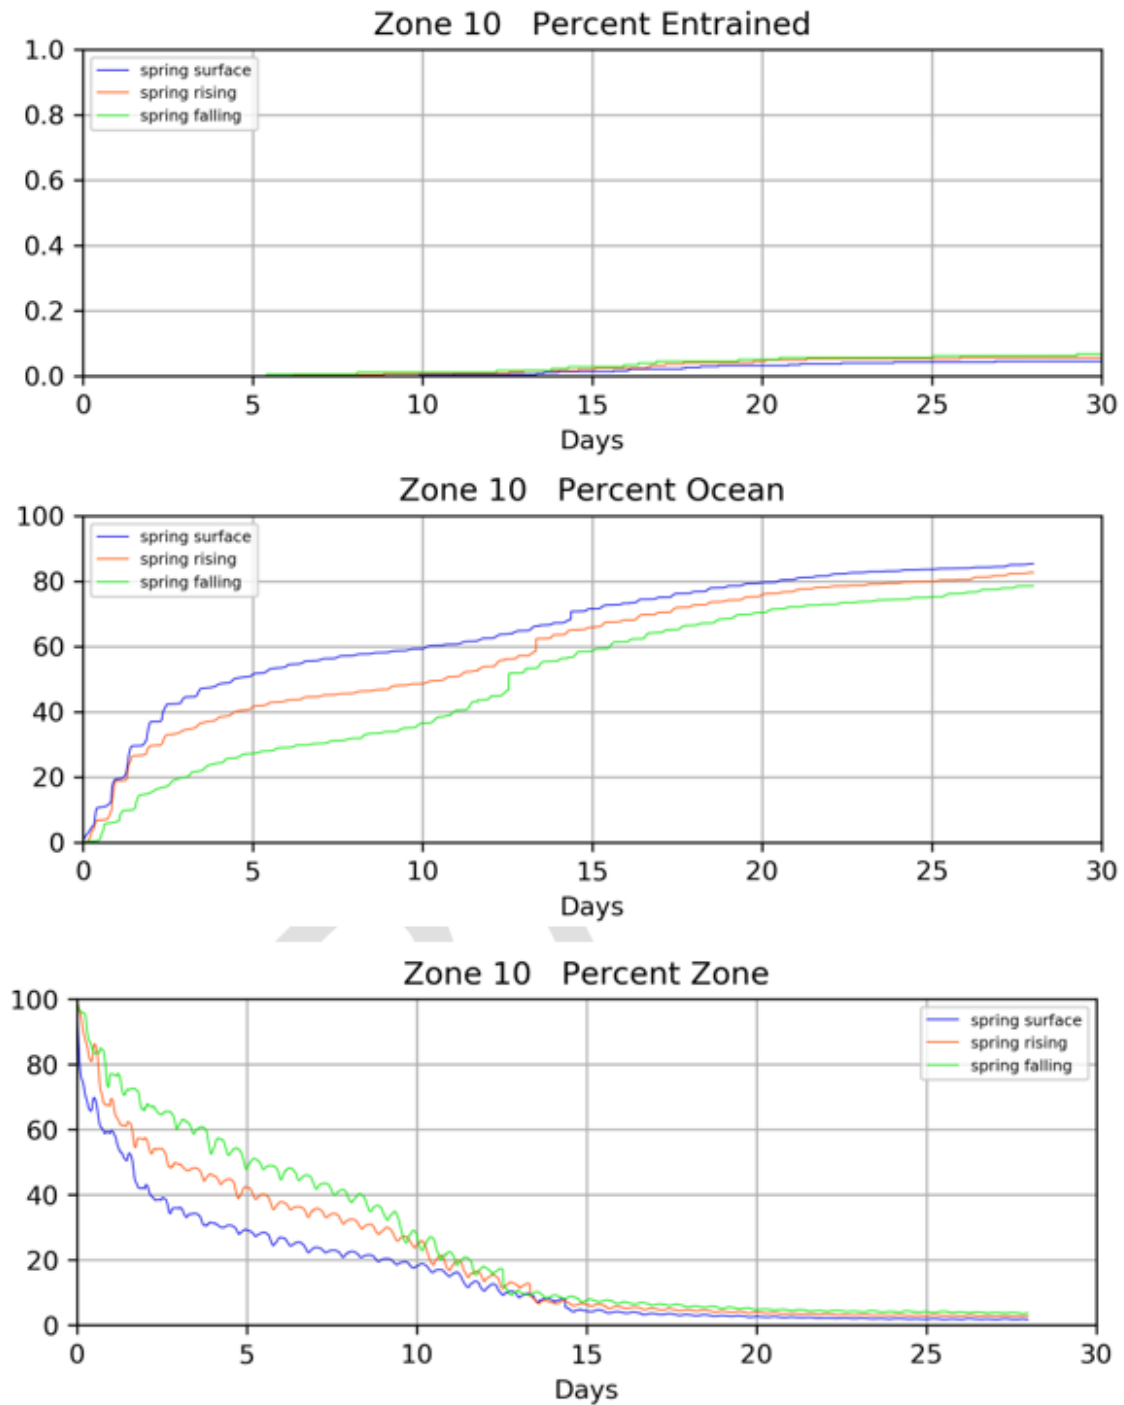 Zone 10   Percent Entrained
1.0
0.8
0.6
0.4
0.2
0.0
spring surface
spring rising
spring falling
0 5 10 15 20 25 30
Days
Zone 10   Percent Ocean
100
80
60
40
20
0
spring surface
spring rising
spring falling
0 5 10 15 20 25 30
Days
Zone 10   Percent Zone
100
80
60
40
20
0
spring surface
spring rising
spring falling
0 5 10 15 20 25 30
Days